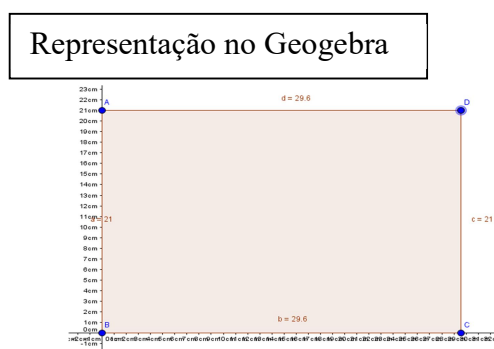 Representação no Geogebra
23cm
22cm
A
d = 29.6
D
21cm
20cm
19cm
18cm
17cm
16cm
15cm
14cm
13cm
12cm
11cm
= 21
c = 21
10cm
9cm
8cm
7cm
6cm
5cm
4cm
3cm
2cm
1cm
B
b = 29.6
C
0cm
-1cm